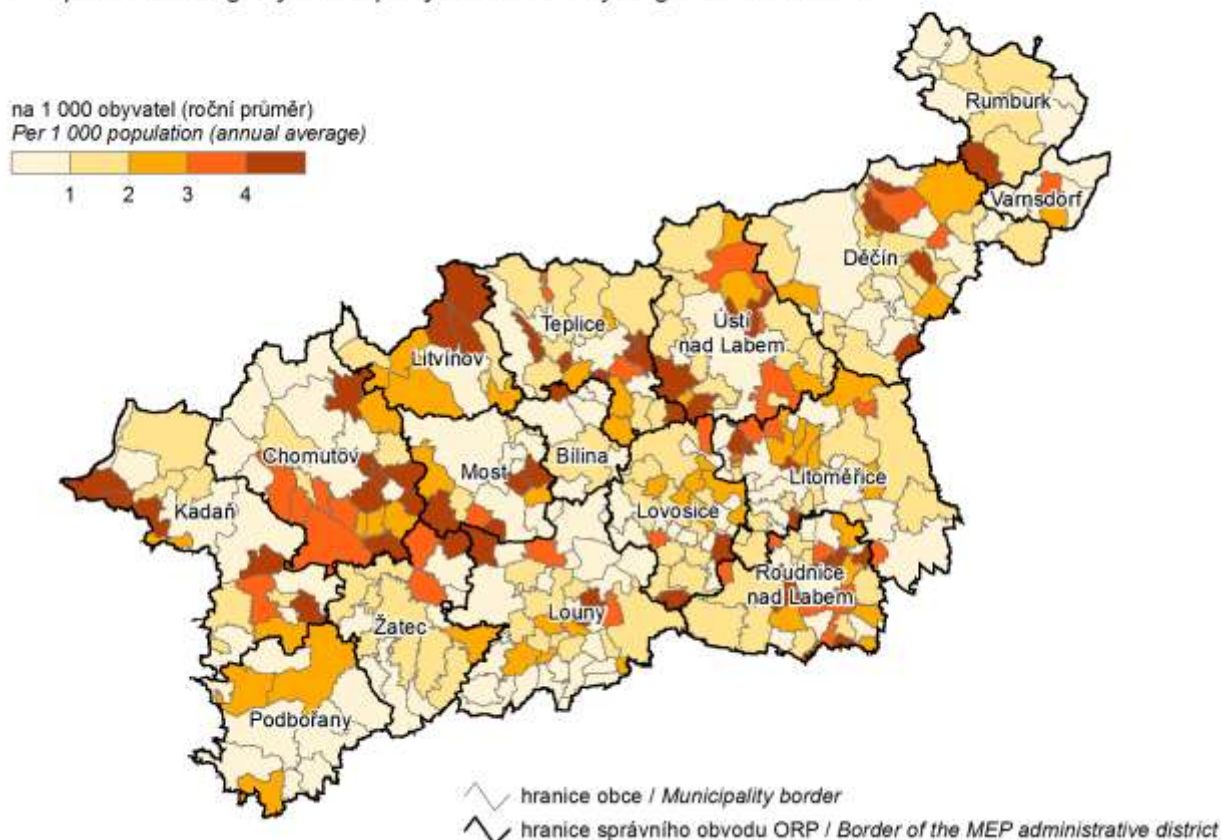 na 1 000 obyvatel (roční průměr)
Per 1 000 population (annual average)
1 2 3 4
Rumburk
Varnsdorf
Děčín
Ústí
nad Labem
Teplice
Litvínov
Chomutov
Most
Bílina
Litoměřice
Kadaň
Lovosice
Roudnice
nad Labem
Louny
Žatec
Podbořany
hranice obce / Municipality border
hranice správního obvodu ORP / Border of the MEP administrative district